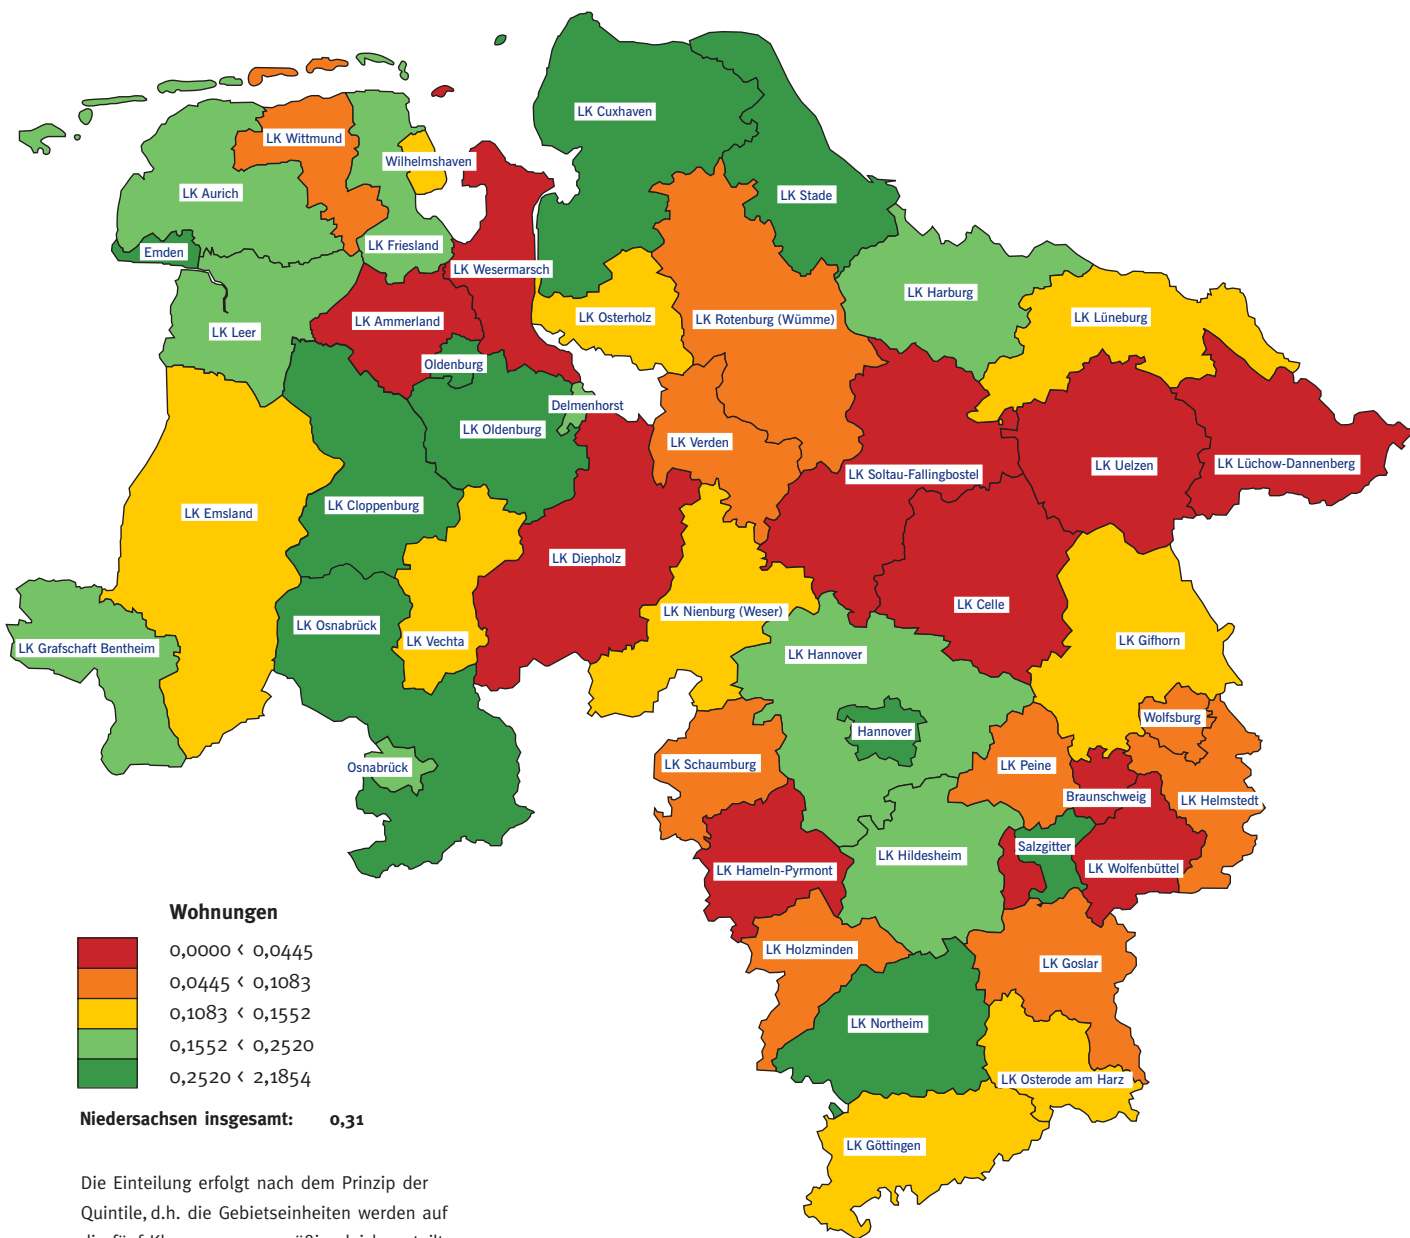 LK Cuxhaven
LK Wittmund
Wilhelmshaven
LK Aurich
LK Stade
Emden
LK Friesland
LK Wesermarsch
LK Harburg
LK Ammerland
LK Osterholz
LK Rotenburg (Wümme)
LK Lüneburg
LK Leer
Oldenburg
Delmenhorst
LK Oldenburg
LK Verden
LK Soltau-Fallingbostel
LK Uelzen
LK Lüchow-Dannenberg
LK Emsland
LK Cloppenburg
LK Diepholz
LK Nienburg (Weser)
LK Celle
LK Grafschaft Bentheim
LK Osnabrück
LK Vechta
LK Hannover
LK Gifhorn
Hannover
Wolfsburg
Osnabrück
LK Schaumburg
LK Peine
Braunschweig
LK Helmstedt
LK Hameln-Pyrmont
LK Hildesheim
Salzgitter
LK Wolfenbüttel
LK Holzminden
LK Goslar
LK Northeim
LK Osterode am Harz
LK Göttingen
Wohnungen
0,0000 < 0,0445
0,0445 < 0,1083
0,1083 < 0,1552
0,1552 < 0,2520
0,2520 < 2,1854
Niedersachsen insgesamt: 0,31
Die Einteilung erfolgt nach dem Prinzip der
Quintile, d.h. die Gebietseinheiten werden auf